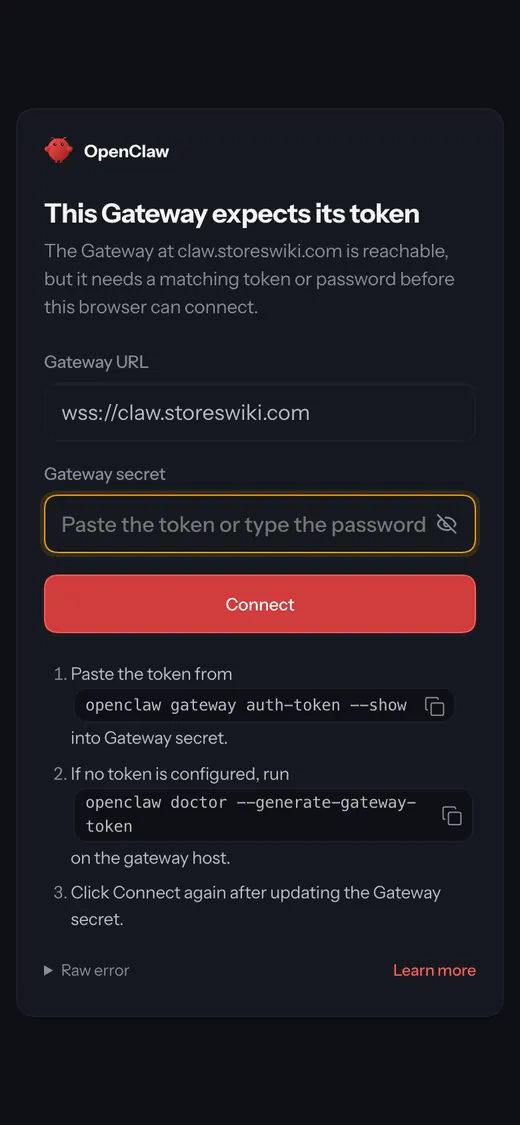 OpenClaw
This Gateway expects its token
The Gateway at claw.storeswiki.com is reachable,
but it needs a matching token or password before
this browser can connect.
Gateway URL
wss://claw.storeswiki.com
Gateway secret
Paste the token or type the password
Connect
1. Paste the token from
openclaw gateway auth-token --show
into Gateway secret.
2. If no token is configured, run
openclaw doctor --generate-gateway-
token
on the gateway host.
3. Click Connect again after updating the Gateway
secret.
Raw error
Learn more